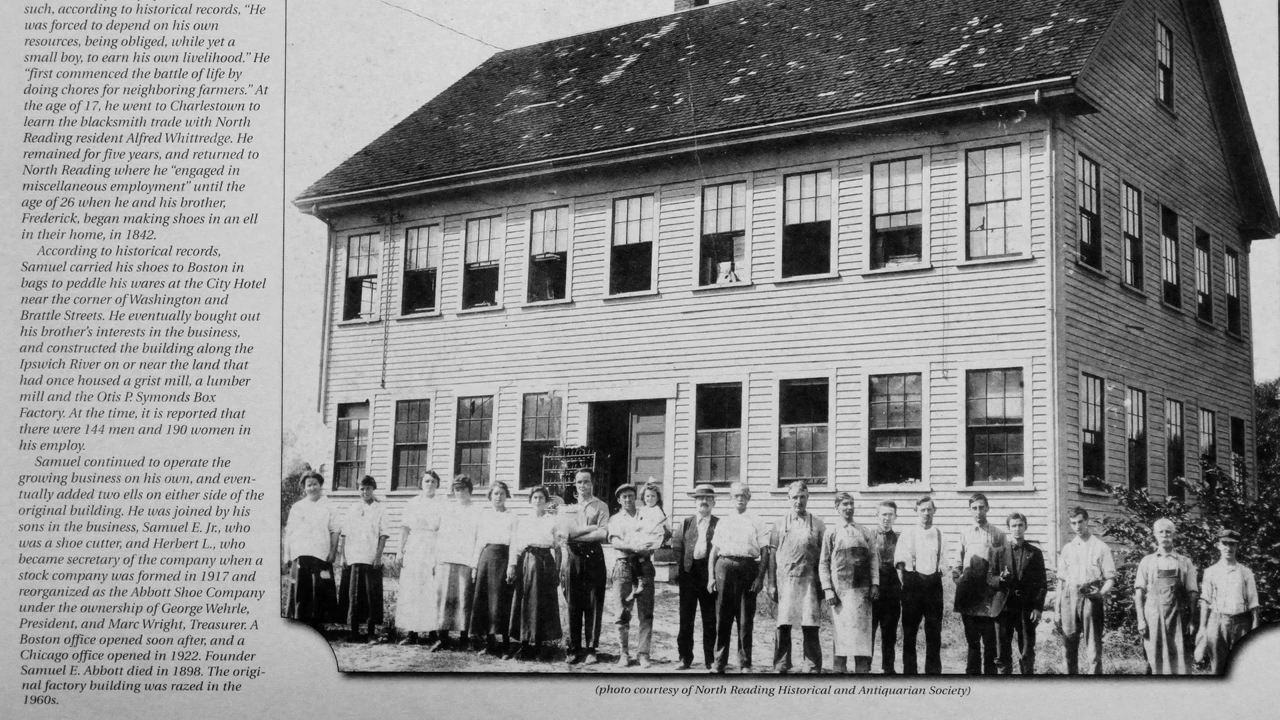 such, according to historical records, “He
was forced to depend on his own
resources, being obliged, while yet a
small boy, to earn his own livelihood.” He
“first commenced the battle of life by
doing chores for neighboring farmers.” At
the age of 17, he went to Charlestown to
learn the blacksmith trade with North
Reading resident Alfred Whittredge. He
remained for five years, and returned to
North Reading where he “engaged in
miscellaneous employment” until the
age of 26 when he and his brother,
Frederick, began making shoes in an ell
in their home, in 1842.
According to historical records,
Samuel carried his shoes to Boston in
bags to peddle his wares at the City Hotel
near the corner of Washington and
Brattle Streets. He eventually bought out
his brother’s interests in the business,
and constructed the building along the
Ipswich River on or near the land that
had once housed a grist mill, a lumber
mill and the Otis P. Symonds Box
Factory. At the time, it is reported that
there were 144 men and 190 women in
his employ.
Samuel continued to operate the
growing business on his own, and even-
tually added two ells on either side of the
original building. He was joined by his
sons in the business, Samuel E. Jr., who
was a shoe cutter, and Herbert L., who
became secretary of the company when a
stock company was formed in 1917 and
reorganized as the Abbott Shoe Company
under the ownership of George Wehrle,
President, and Marc Wright, Treasurer. A
Boston office opened soon after, and a
Chicago office opened in 1922. Founder
Samuel E. Abbott died in 1898. The origi-
nal factory building was razed in the
1960s.
(photo courtesy of North Reading Historical and Antiquarian Society)